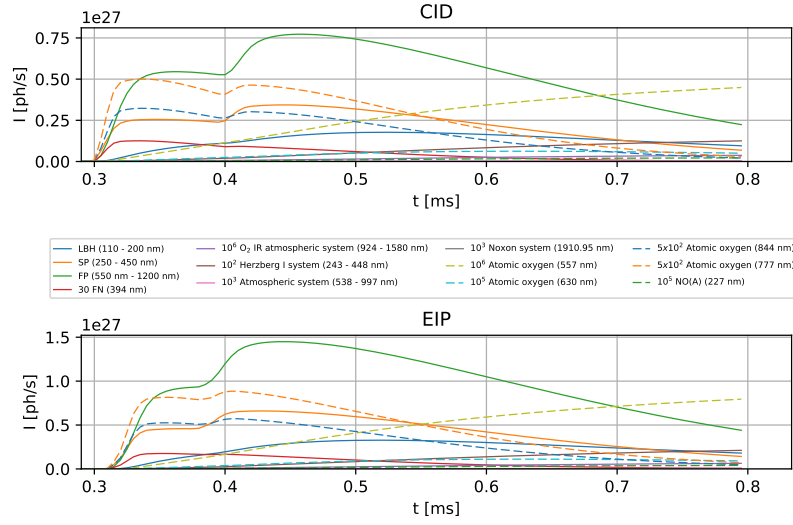 CID
1e27
0.75
0.50
0.25
0.00
I [ph/s]
0.3 0.4 0.5 0.6 0.7 0.8
t [ms]
LBH (110 - 200 nm)
SP (250 - 450 nm)
FP (550 nm - 1200 nm)
30 FN (394 nm)
10⁶ O₂ IR atmospheric system (924 - 1580 nm)
10² Herzberg I system (243 - 448 nm)
10³ Atmospheric system (538 - 997 nm)
10³ Noxon system (1910.95 nm)
10⁶ Atomic oxygen (557 nm)
10⁵ Atomic oxygen (630 nm)
5x10² Atomic oxygen (844 nm)
5x10² Atomic oxygen (777 nm)
10⁵ NO(A) (227 nm)
EIP
1e27
1.5
1.0
0.5
0.0
I [ph/s]
0.3 0.4 0.5 0.6 0.7 0.8
t [ms]